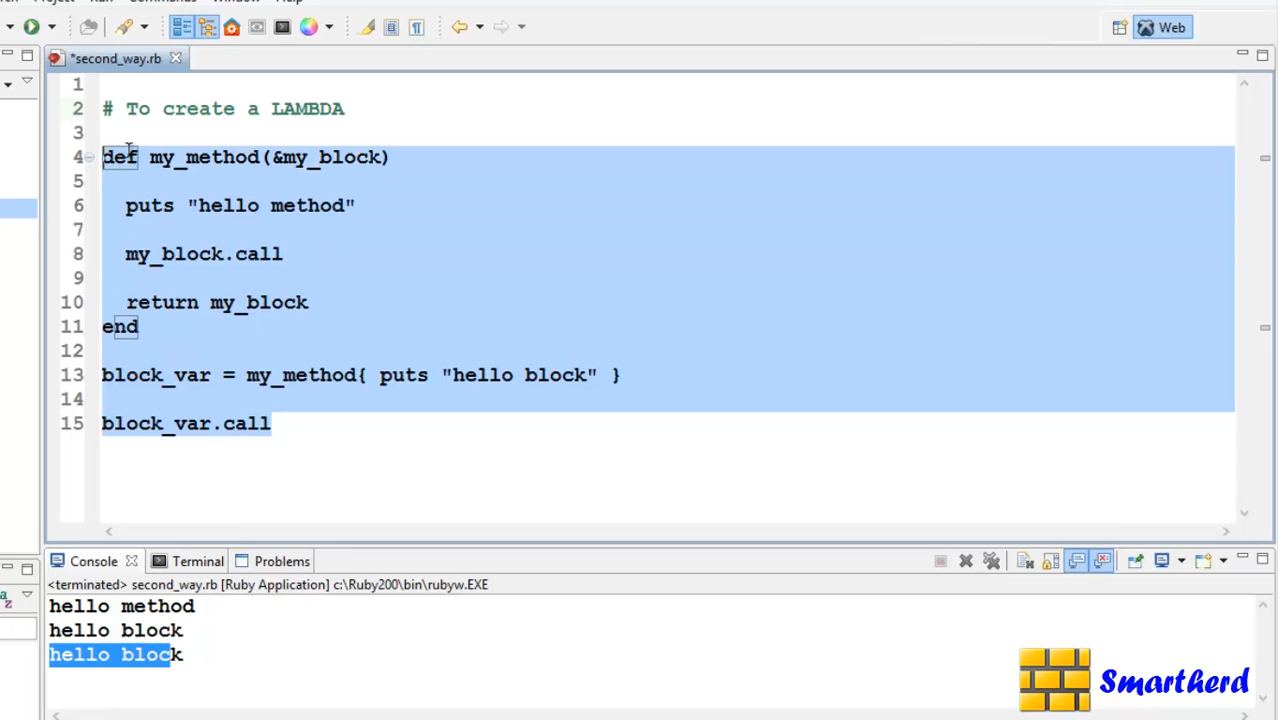 Web
*second_way.rb
1
2 # To create a LAMBDA
3
4 def my_method(&my_block)
5
6 puts "hello method"
7
8 my_block.call
9
10 return my_block
11 end
12
13 block_var = my_method{ puts "hello block" }
14
15 block_var.call
Console Terminal Problems
<terminated> second_way.rb [Ruby Application] c:\Ruby200\bin\rubyw.EXE
hello method
hello block
hello block
Smartherd